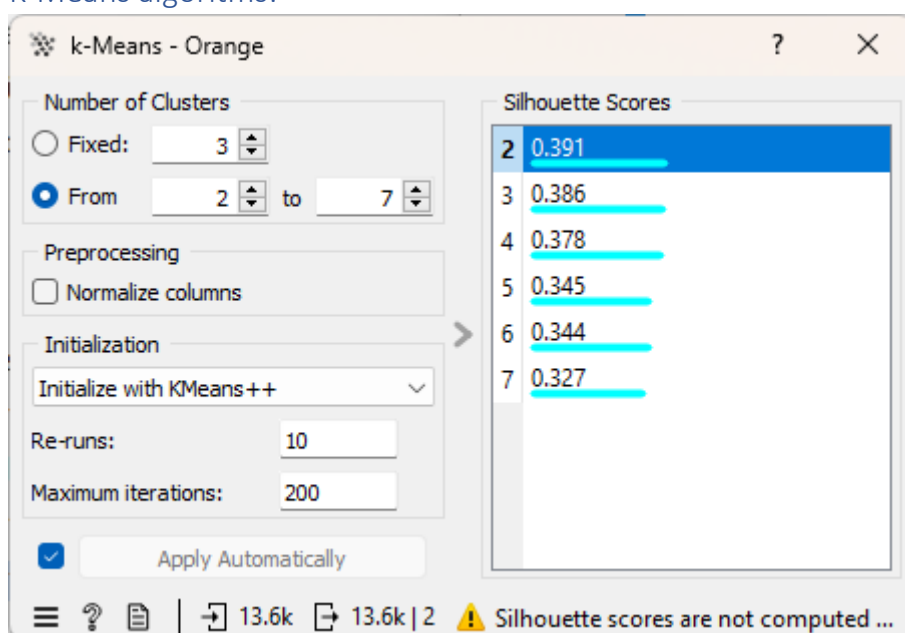 k-Means - Orange ? ×
Number of Clusters
Fixed: 3
From 2 to 7
Preprocessing
Normalize columns
Initialization
Initialize with KMeans++
Re-runs: 10
Maximum iterations: 200
Apply Automatically
Silhouette Scores
2 0.391
3 0.386
4 0.378
5 0.345
6 0.344
7 0.327
13.6k 13.6k | 2 Silhouette scores are not computed ...